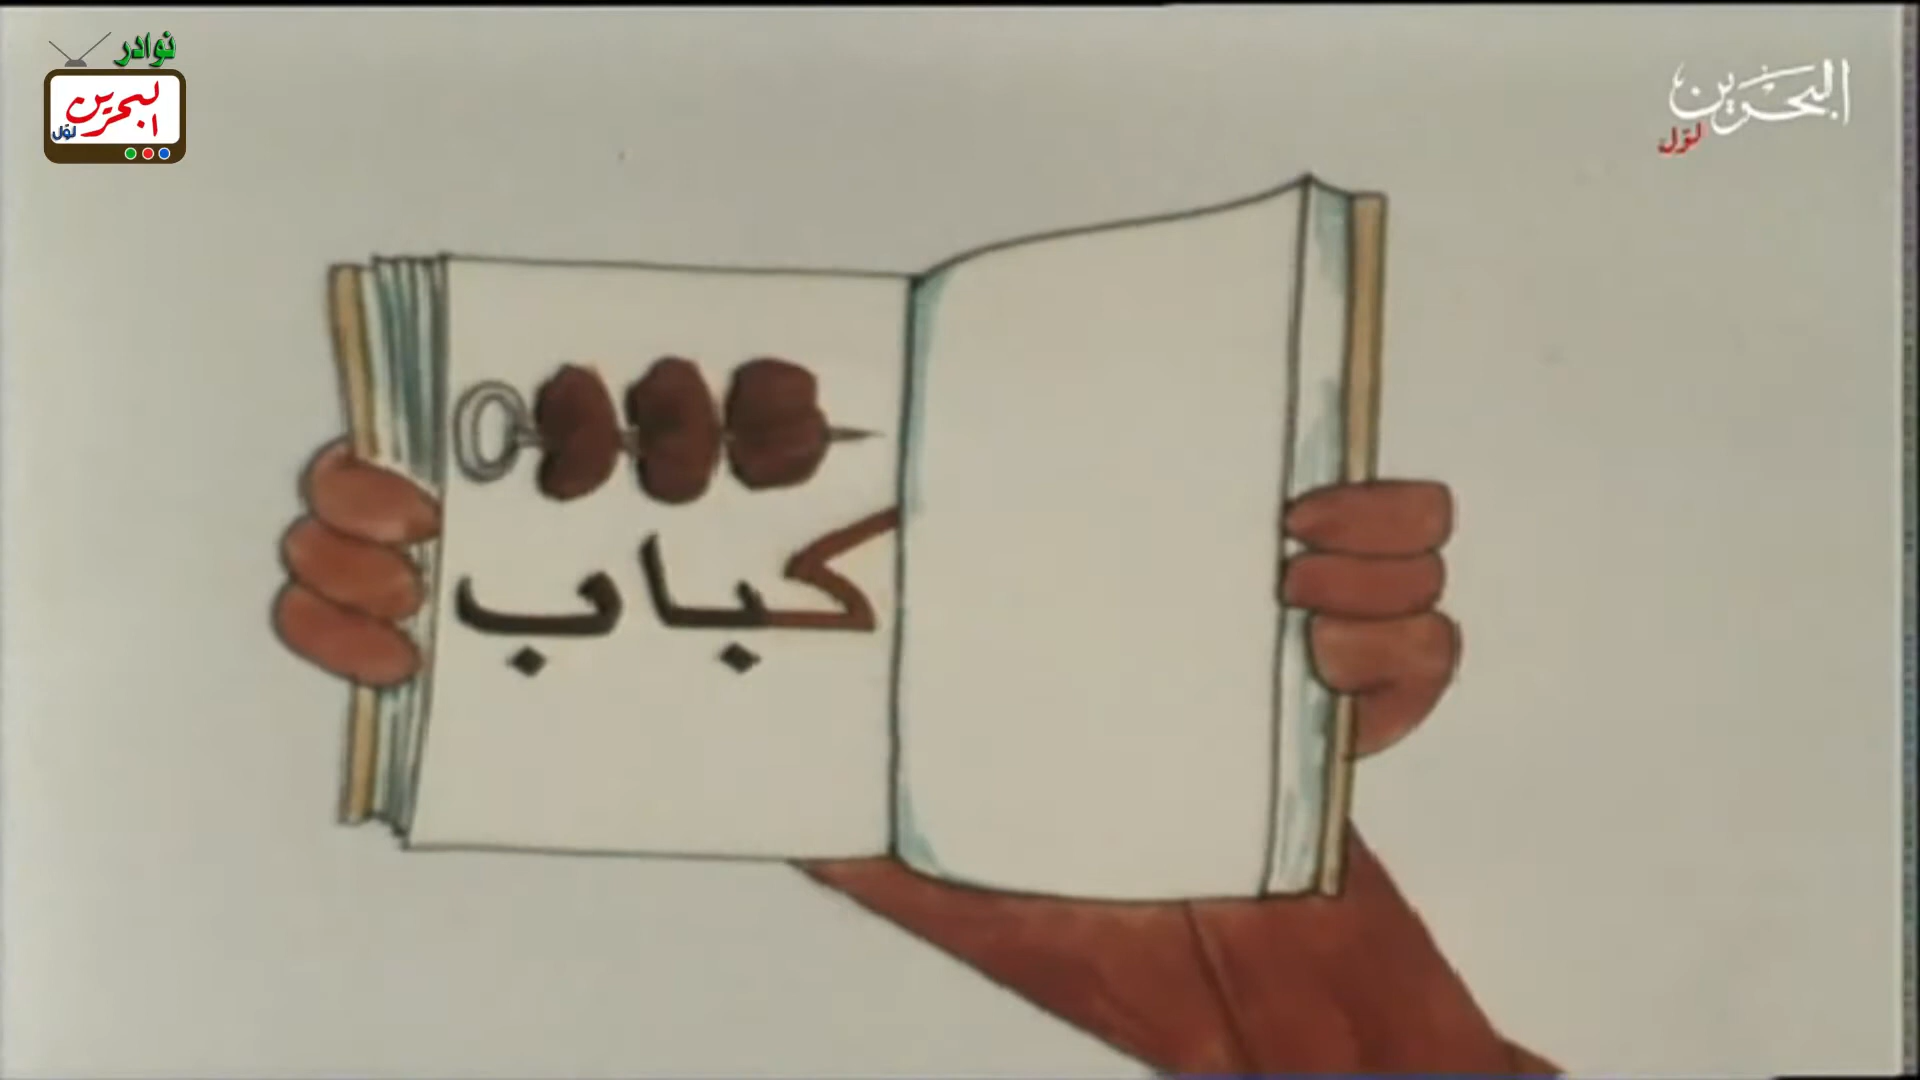 نوادر
البحرين
لوّل
البحرين
لوّل
كباب